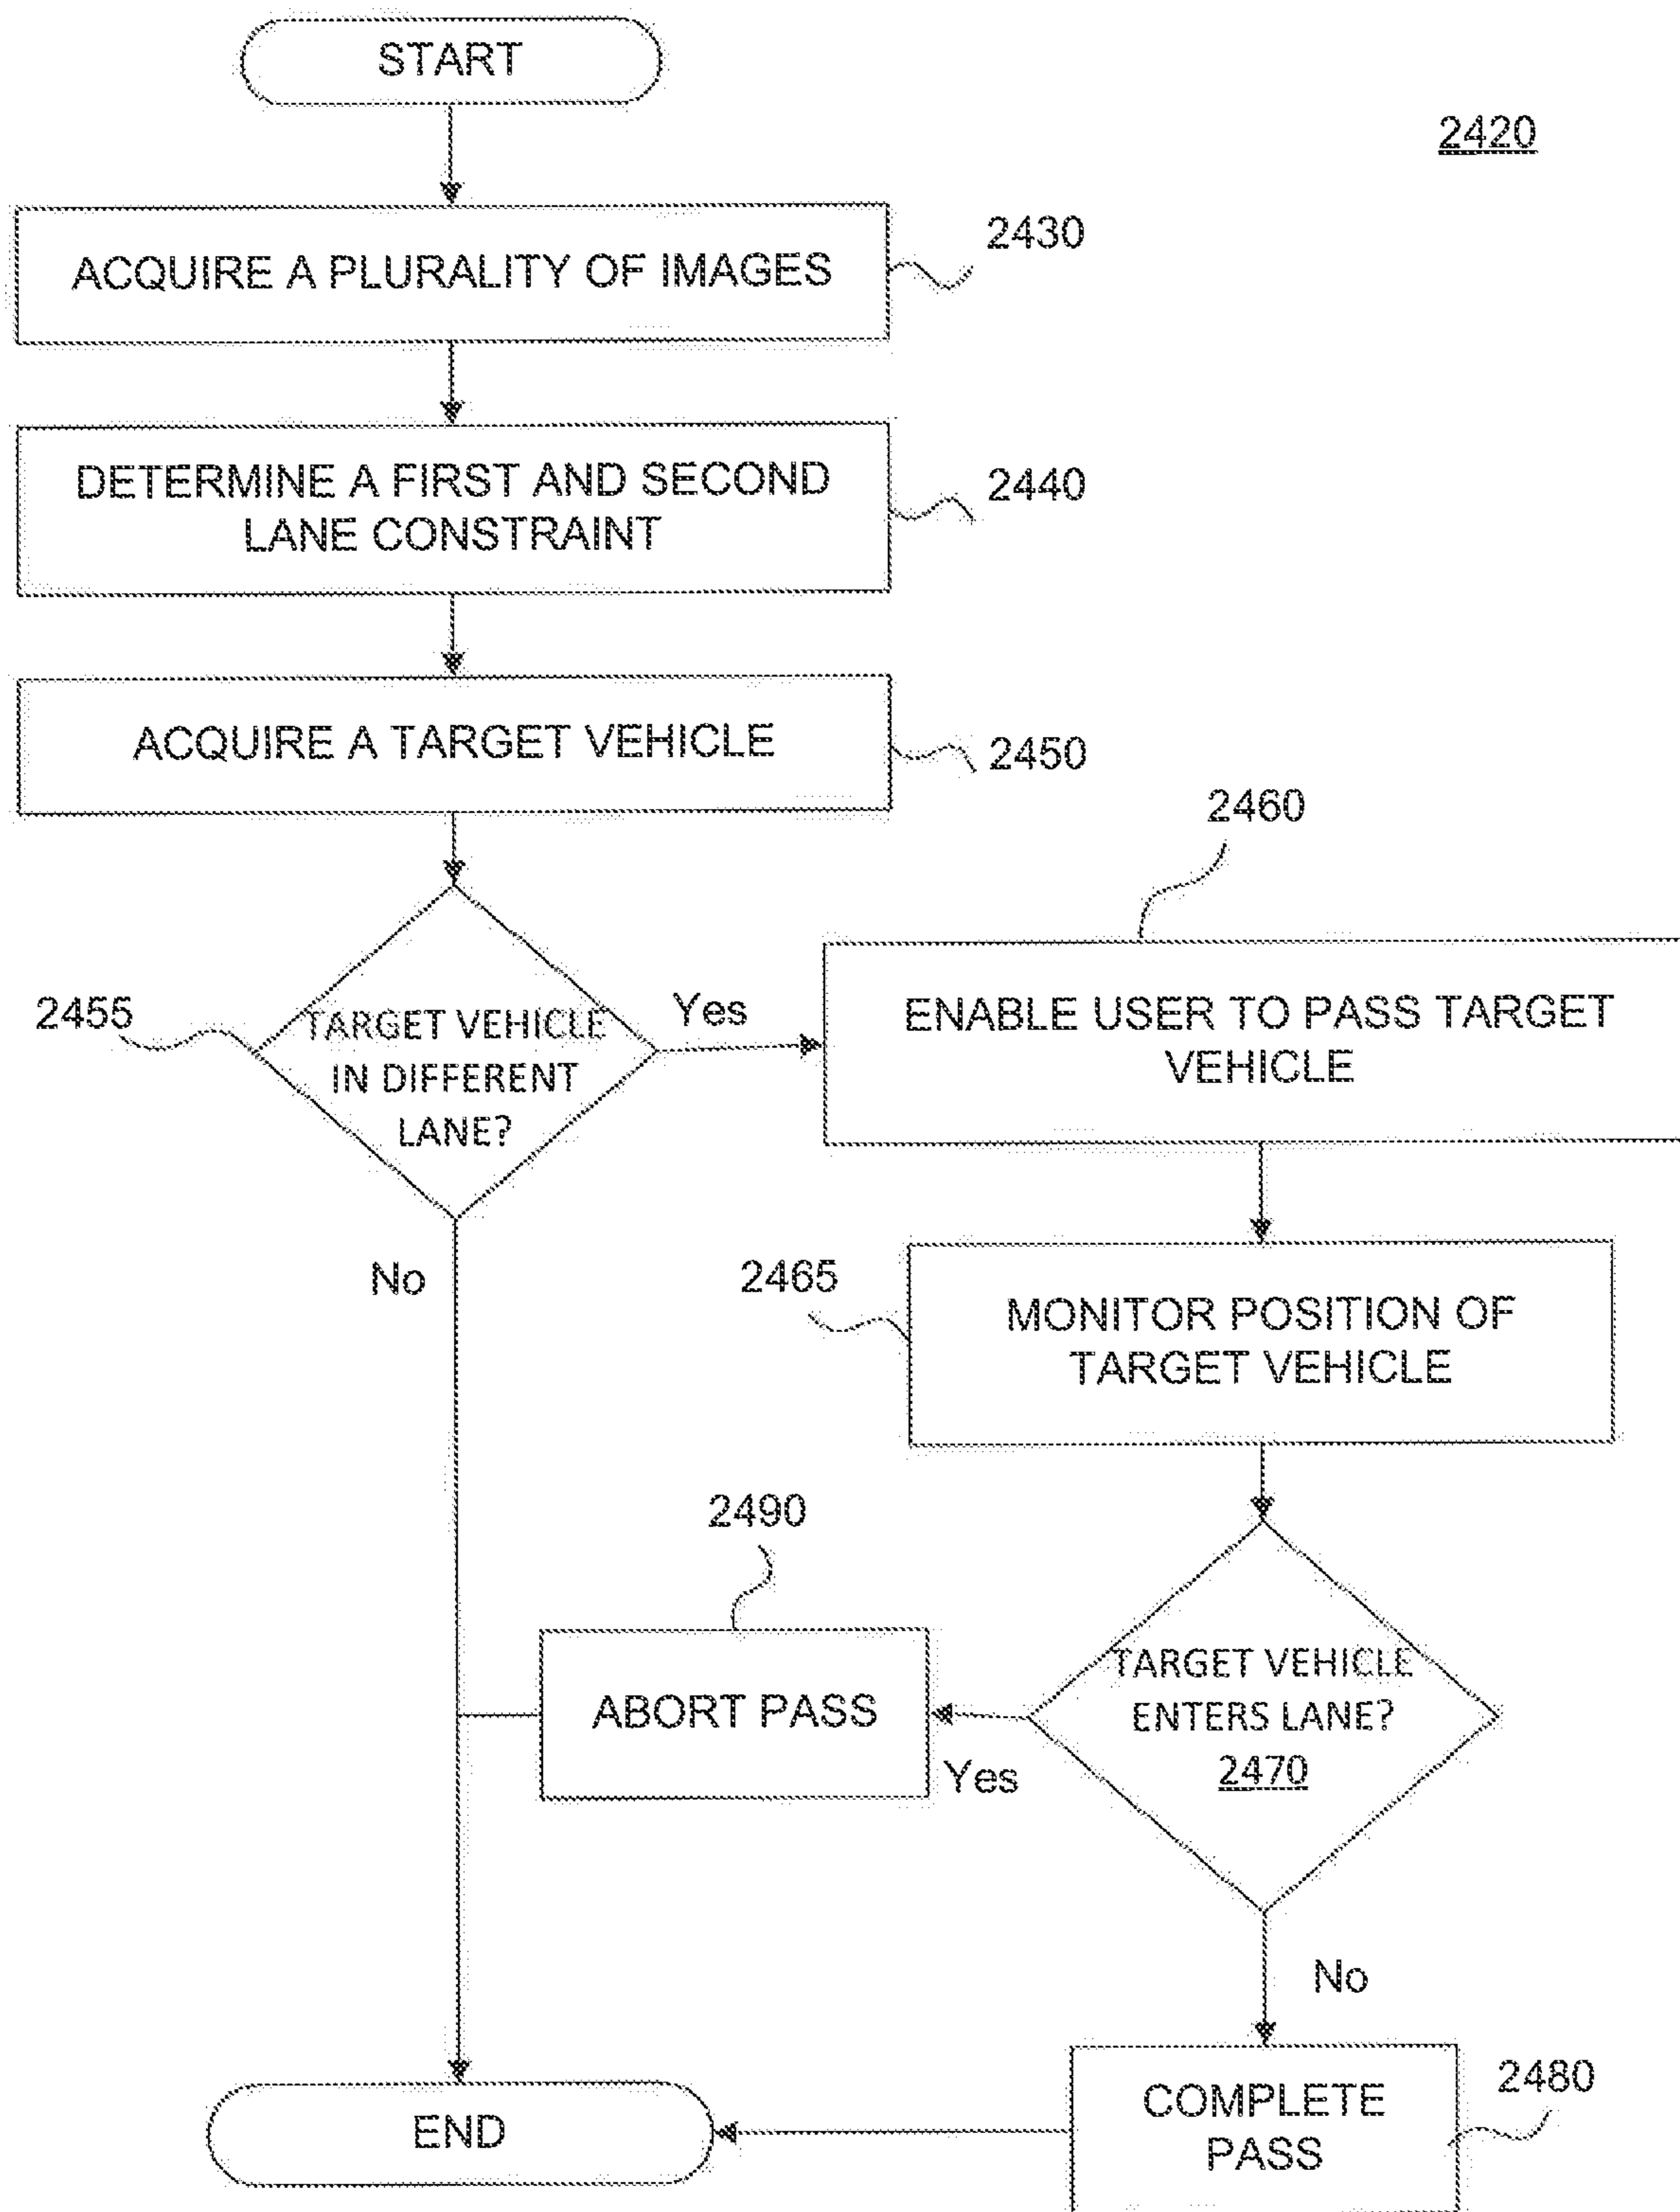 START
2420
ACQUIRE A PLURALITY OF IMAGES
2430
DETERMINE A FIRST AND SECOND
LANE CONSTRAINT
2440
ACQUIRE A TARGET VEHICLE
2450
2460
2455
TARGET VEHICLE
IN DIFFERENT
LANE?
Yes
ENABLE USER TO PASS TARGET
VEHICLE
No
2465
MONITOR POSITION OF
TARGET VEHICLE
2490
ABORT PASS
Yes
TARGET VEHICLE
ENTERS LANE?
2470
No
2480
COMPLETE
PASS
END